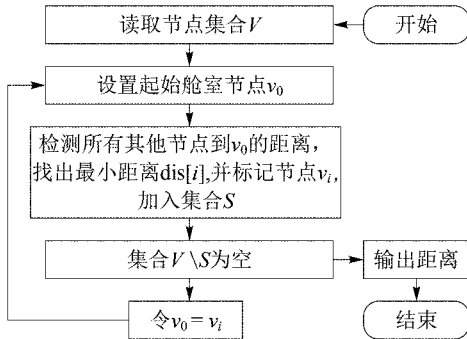 读取节点集合V
开始
设置起始舱室节点v₀
检测所有其他节点到v₀的距离，
找出最小距离dis[i],并标记节点vᵢ，
加入集合S
集合V \S为空
输出距离
令v₀ = vᵢ
结束